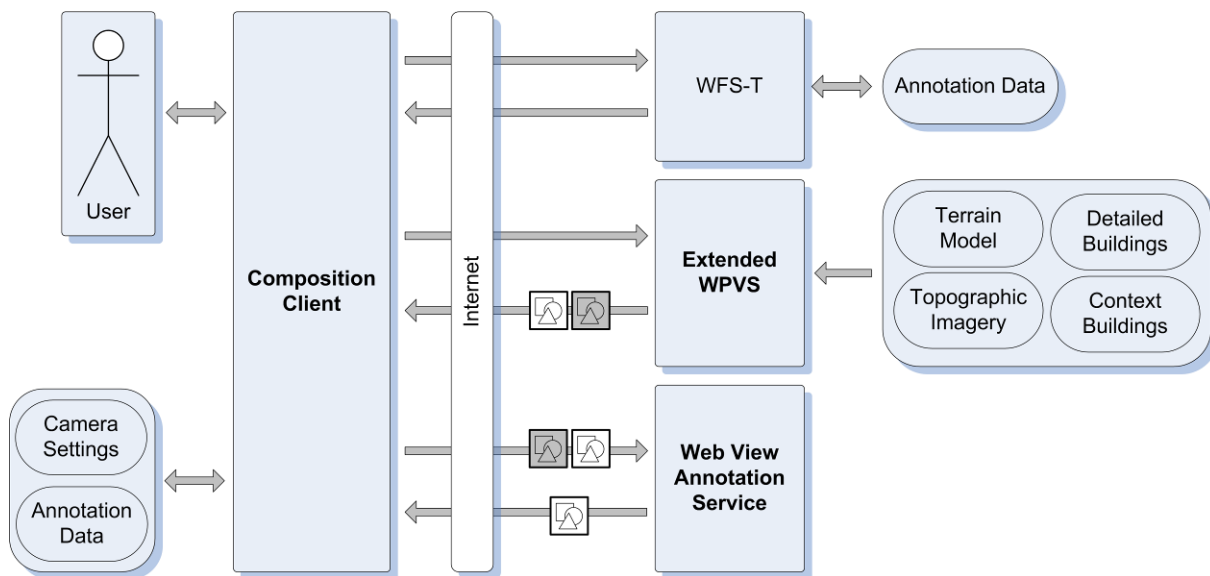 User
Composition
Client
Internet
WFS-T
Annotation Data
Extended
WPVS
Terrain
Model
Detailed
Buildings
Topographic
Imagery
Context
Buildings
Camera
Settings
Annotation
Data
Web View
Annotation
Service